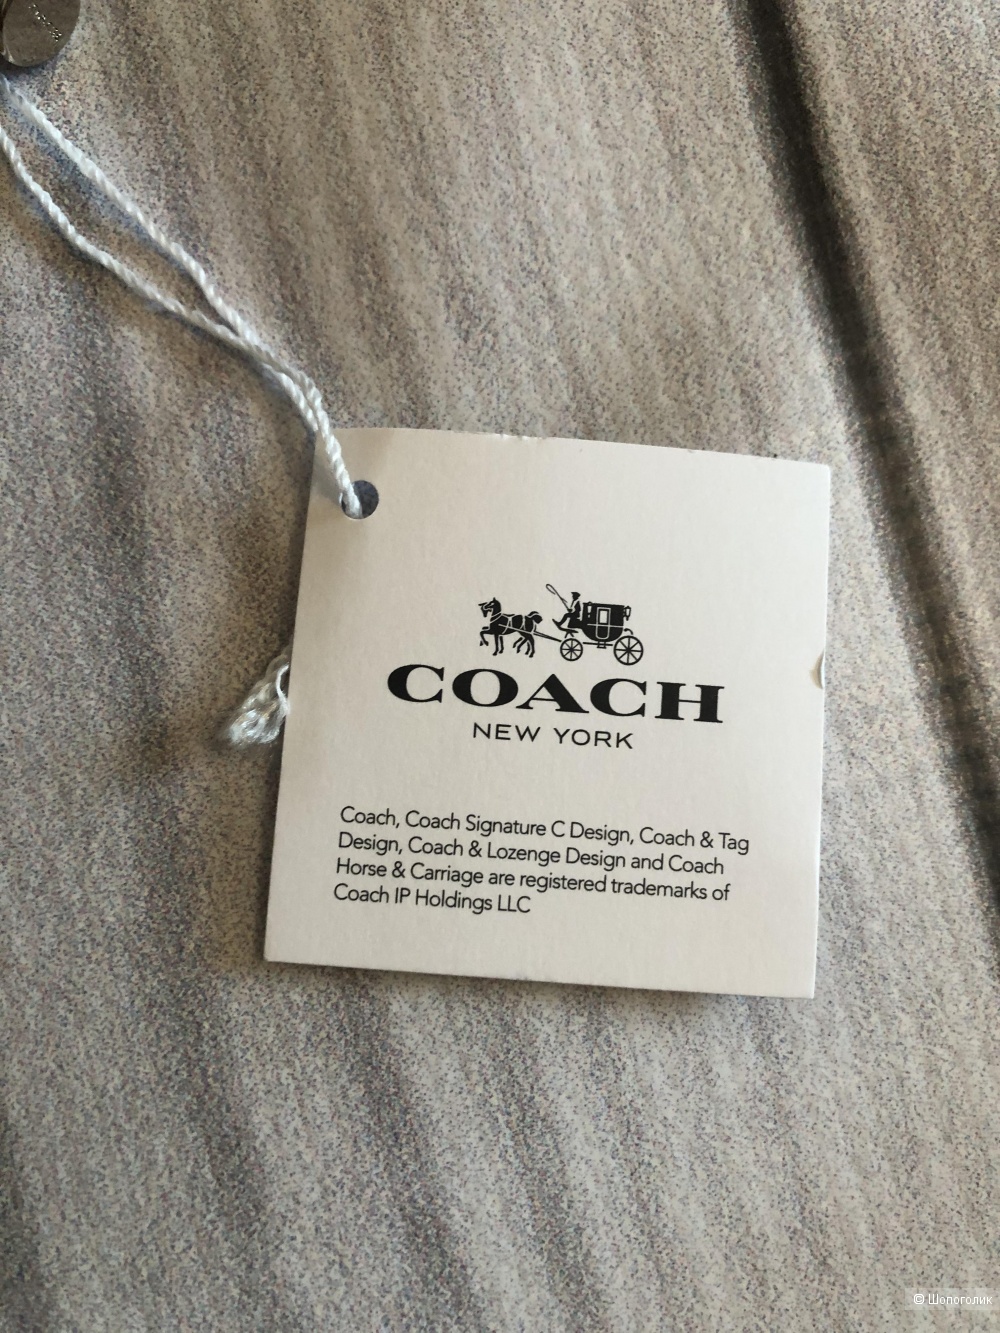 COACH
NEW YORK
Coach, Coach Signature C Design, Coach & Tag
Design, Coach & Lozenge Design and Coach
Horse & Carriage are registered trademarks of
Coach IP Holdings LLC
© Шопоголик